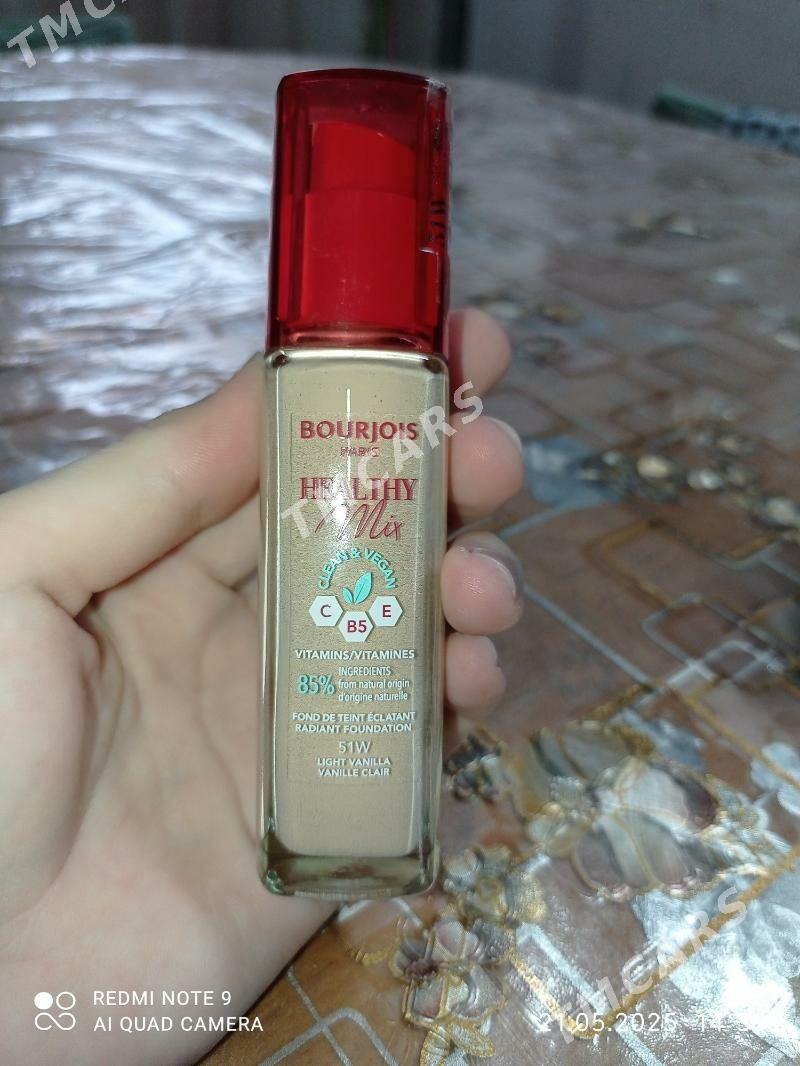 TMCARS
BOURJOIS
PARIS
HEALTHY
Mix
TMCARS
CLEAN & VEGAN
C
E
B5
VITAMINS/VITAMINES
85% INGREDIENTS
from natural origin
d'origine naturelle
FOND DE TEINT ÉCLATANT
RADIANT FOUNDATION
51W
LIGHT VANILLA
VANILLE CLAIR
TMCARS
REDMI NOTE 9
AI QUAD CAMERA
21.05.2025